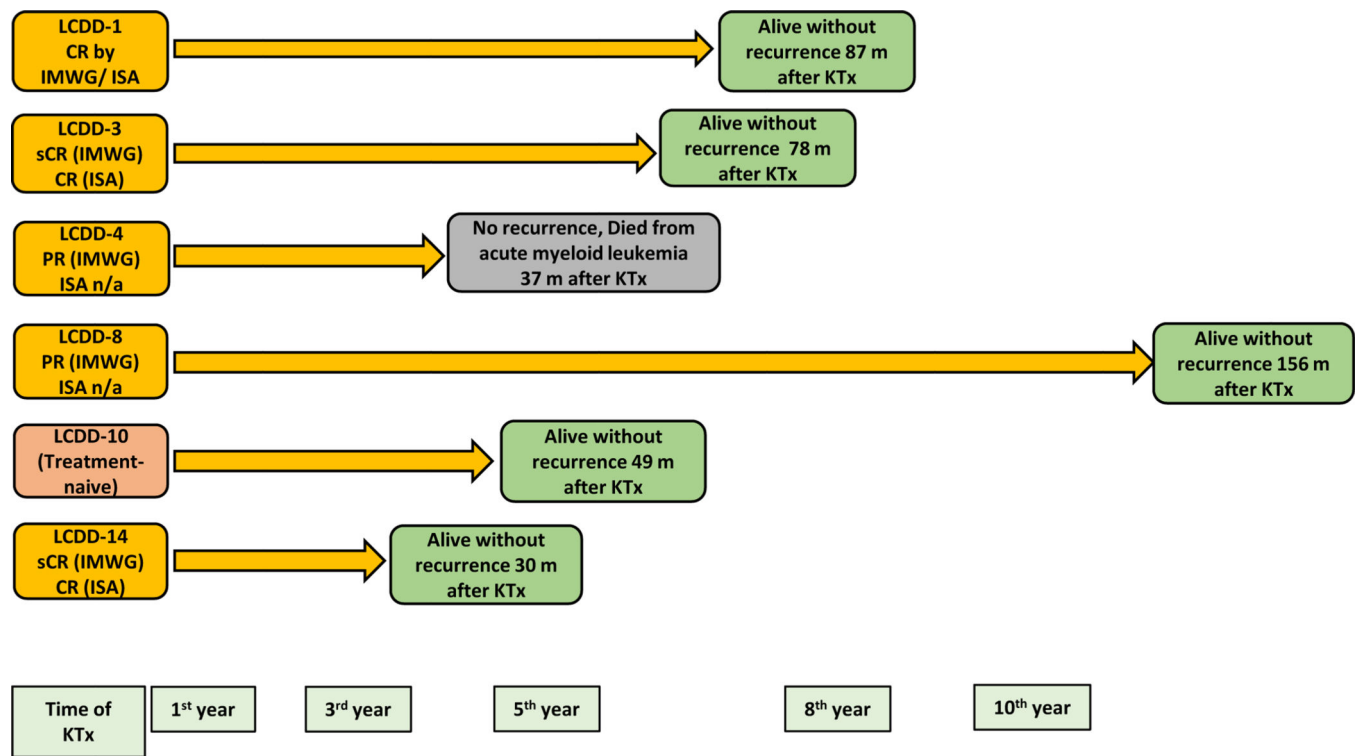 LCDD-1
CR by
IMWG/ ISA
Alive without
recurrence 87 m
after KTx
LCDD-3
sCR (IMWG)
CR (ISA)
Alive without
recurrence 78 m
after KTx
LCDD-4
PR (IMWG)
ISA n/a
No recurrence, Died from
acute myeloid leukemia
37 m after KTx
LCDD-8
PR (IMWG)
ISA n/a
Alive without
recurrence 156 m
after KTx
LCDD-10
(Treatment-
naive)
Alive without
recurrence 49 m
after KTx
LCDD-14
sCR (IMWG)
CR (ISA)
Alive without
recurrence 30 m
after KTx
Time of
KTx
1st year
3rd year
5th year
8th year
10th year